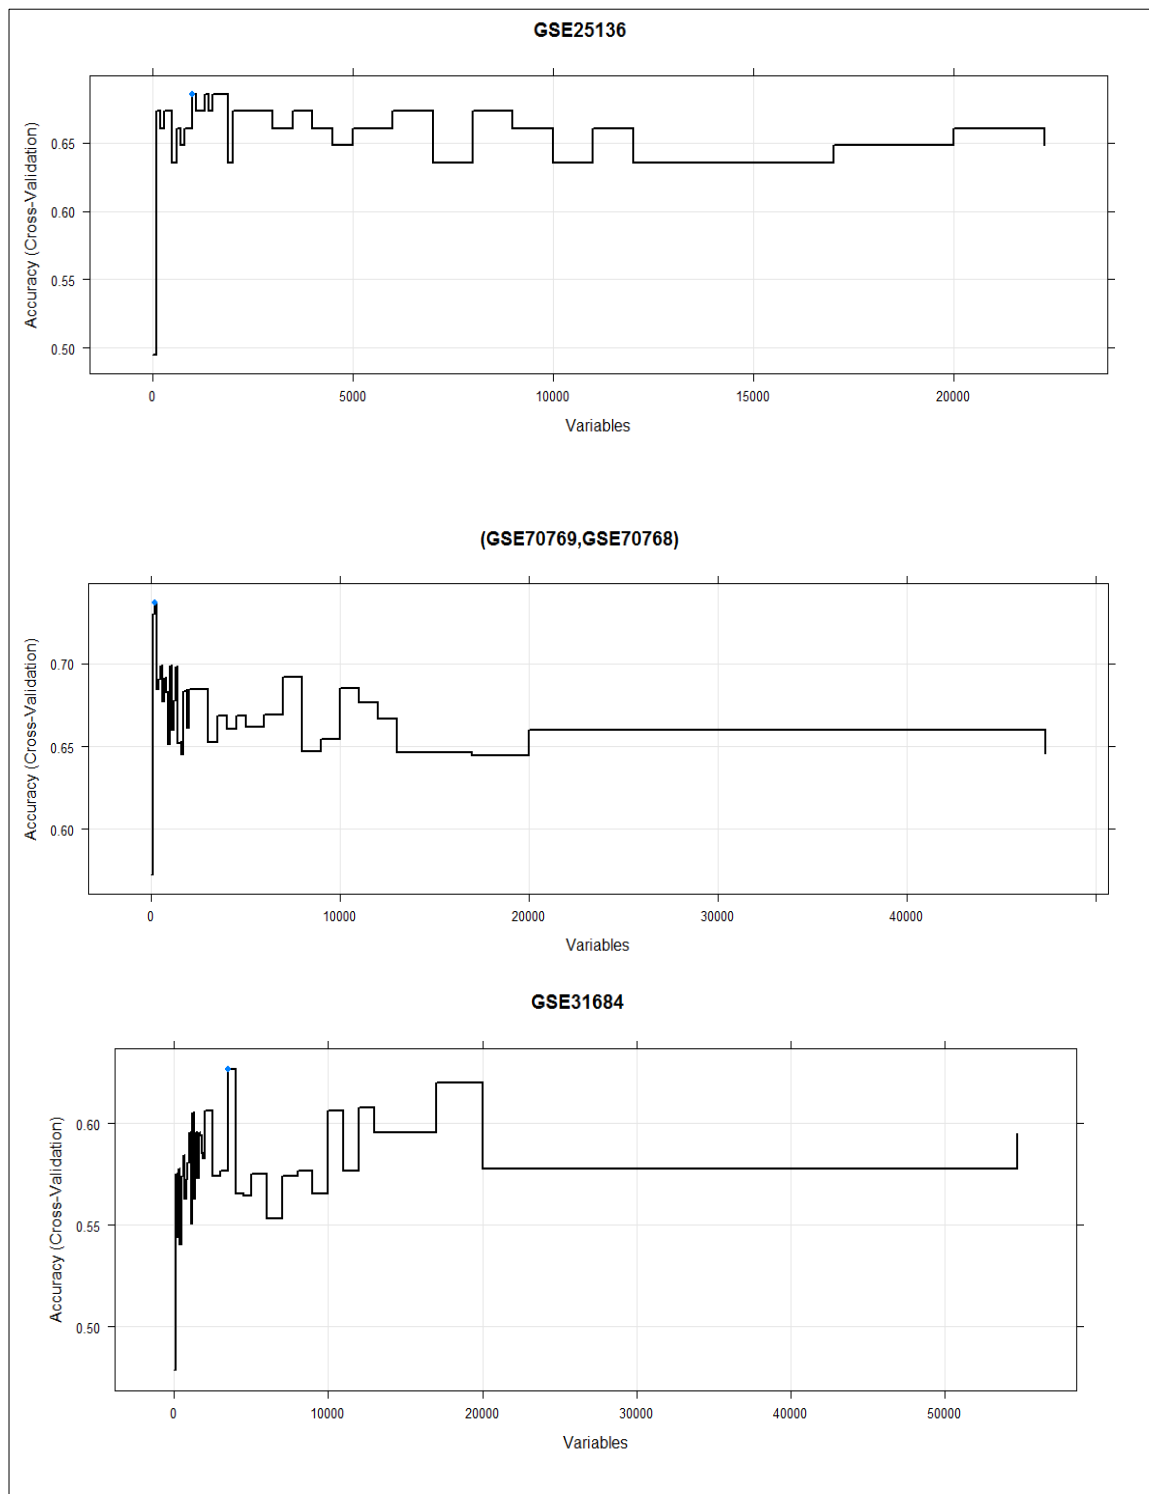 GSE25136
Accuracy (Cross-Validation)
0.65
0.60
0.55
0.50
0 5000 10000 15000 20000
Variables
(GSE70769,GSE70768)
Accuracy (Cross-Validation)
0.70
0.65
0.60
0 10000 20000 30000 40000
Variables
GSE31684
Accuracy (Cross-Validation)
0.60
0.55
0.50
0 10000 20000 30000 40000 50000
Variables